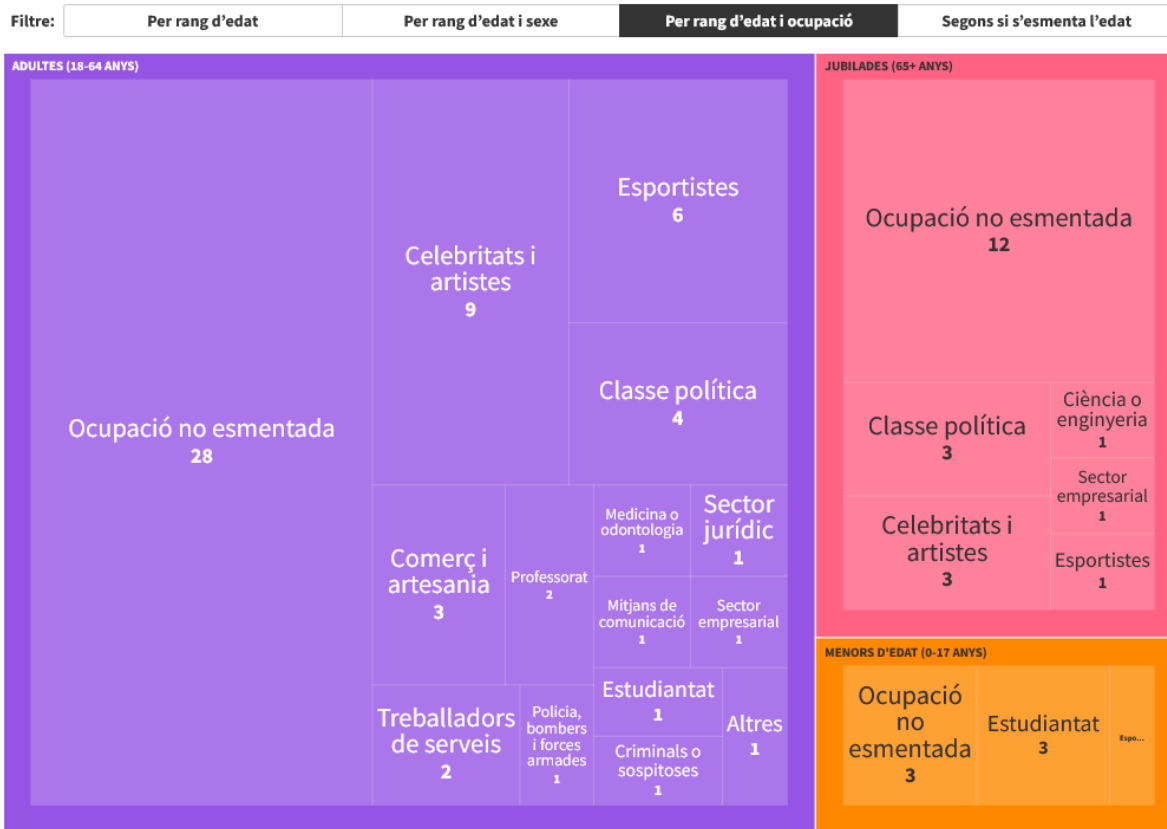 Filtre:
Per rang d'edat
Per rang d'edat i sexe
Per rang d'edat i ocupació
Segons si s'esmenta l'edat
ADULTES (18-64 ANYS)
Ocupació no esmentada
28
Celebritats i
artistes
9
Esportistes
6
Classe política
4
Comerç i
artesania
3
Professorat
2
Medicina o
odontologia
1
Sector
jurídic
1
Mitjans de
comunicació
1
Sector
empresarial
1
Treballadors
de serveis
2
Policia,
bombers
i forces
armades
1
Estudiantat
1
Criminals o
sospitoses
1
Altres
1
JUBILADES (65+ ANYS)
Ocupació no esmentada
12
Classe política
3
Celebritats i
artistes
3
Ciència o
enginyeria
1
Sector
empresarial
1
Esportistes
1
MENORS D'EDAT (0-17 ANYS)
Ocupació
no
esmentada
3
Estudiantat
3
Espo...